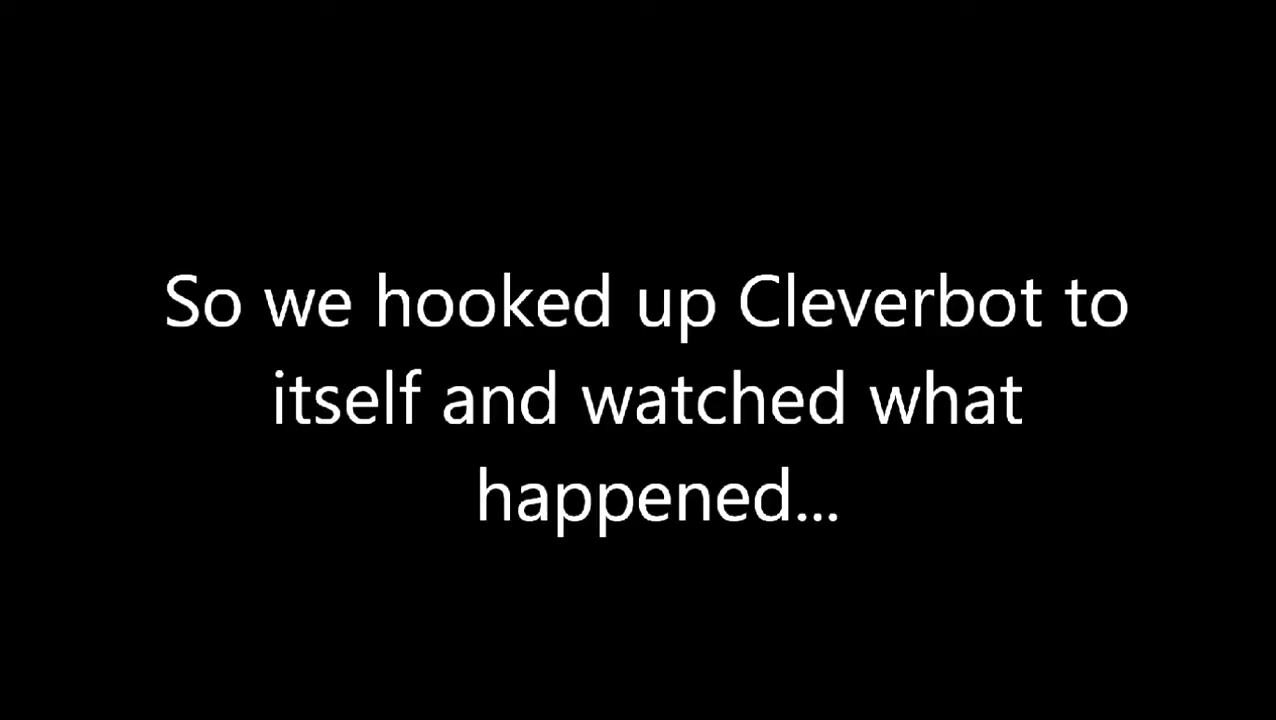 So we hooked up Cleverbot to
itself and watched what
happened...